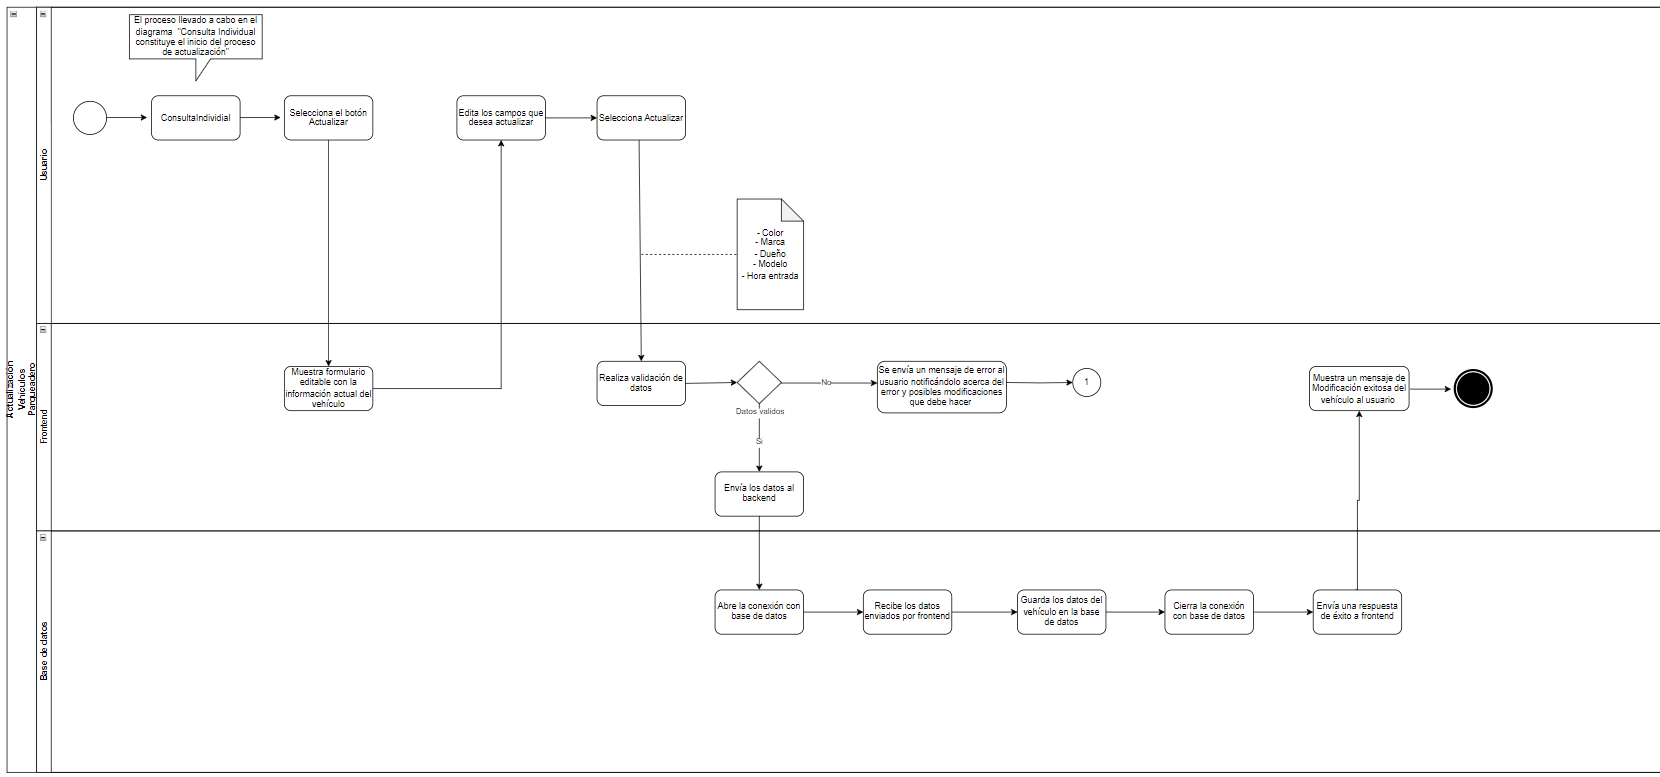 El proceso llevado a cabo en el
diagrama "Consulta Individual
constituye el inicio del proceso
de actualización"
ConsultaIndividial
Selecciona el botón
Actualizar
Edita los campos que
desea actualizar
Selecciona Actualizar
Usuario
- Color
- Marca
- Dueño
- Modelo
- Hora entrada
Actualización
Vehículos
Parqueadero
Frontend
Muestra formulario
editable con la
información actual del
vehículo
Realiza validación de
datos
Datos validos
No
Se envía un mensaje de error al
usuario notificándolo acerca del
error y posibles modificaciones
que debe hacer
1
Muestra un mensaje de
Modificación exitosa del
vehículo al usuario
Si
Envía los datos al
backend
Base de datos
Abre la conexión con
base de datos
Recibe los datos
enviados por frontend
Guarda los datos del
vehículo en la base
de datos
Cierra la conexión
con base de datos
Envía una respuesta
de éxito a frontend